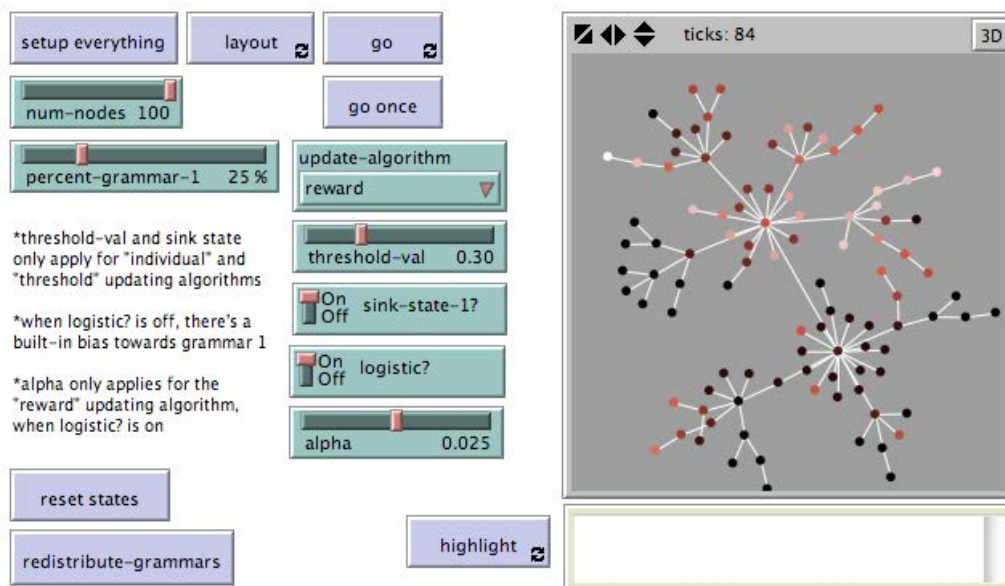 setup everything
layout
go
ticks: 84
3D
num-nodes 100
go once
percent-grammar-1 25 %
update-algorithm
reward
threshold-val 0.30
*threshold-val and sink state
only apply for "individual" and
"threshold" updating algorithms
On
Off
sink-state-1?
*when logistic? is off, there's a
built-in bias towards grammar 1
On
Off
logistic?
*alpha only applies for the
"reward" updating algorithm,
when logistic? is on
alpha 0.025
reset states
redistribute-grammars
highlight